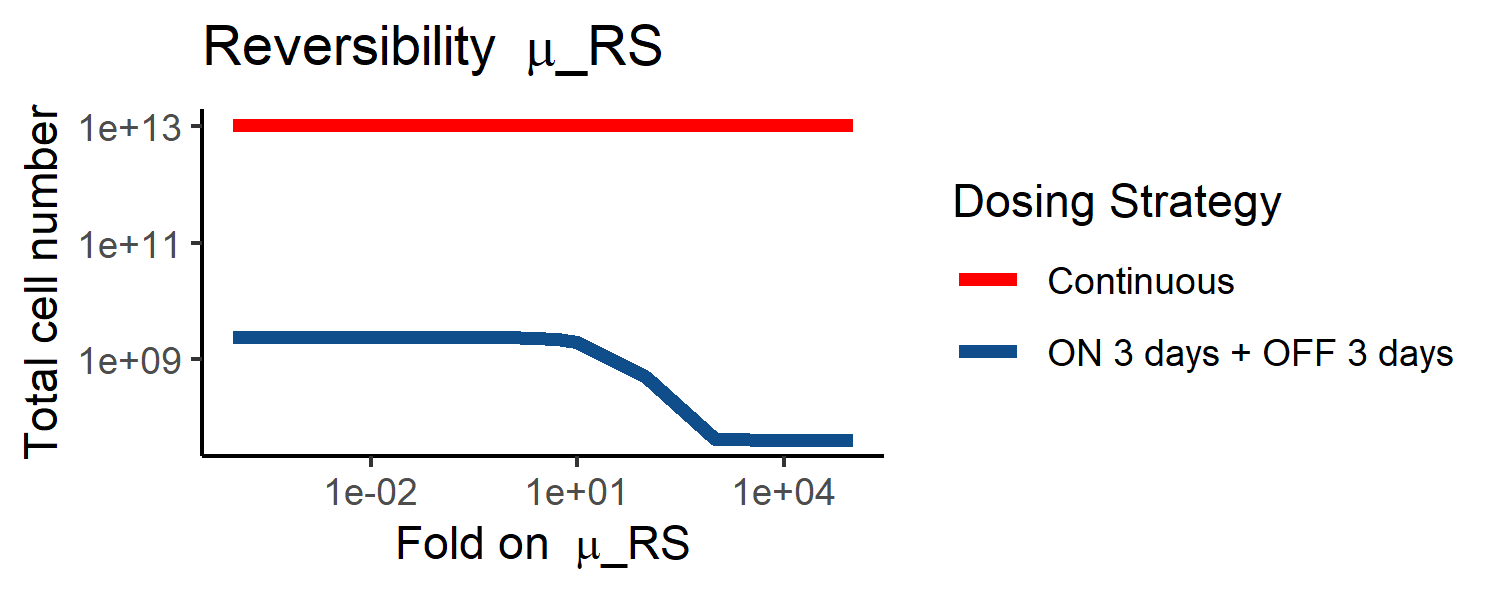 Reversibility μ_RS
Total cell number
1e+13
1e+11
1e+09
1e-02
1e+01
1e+04
Fold on μ_RS
Dosing Strategy
Continuous
ON 3 days + OFF 3 days